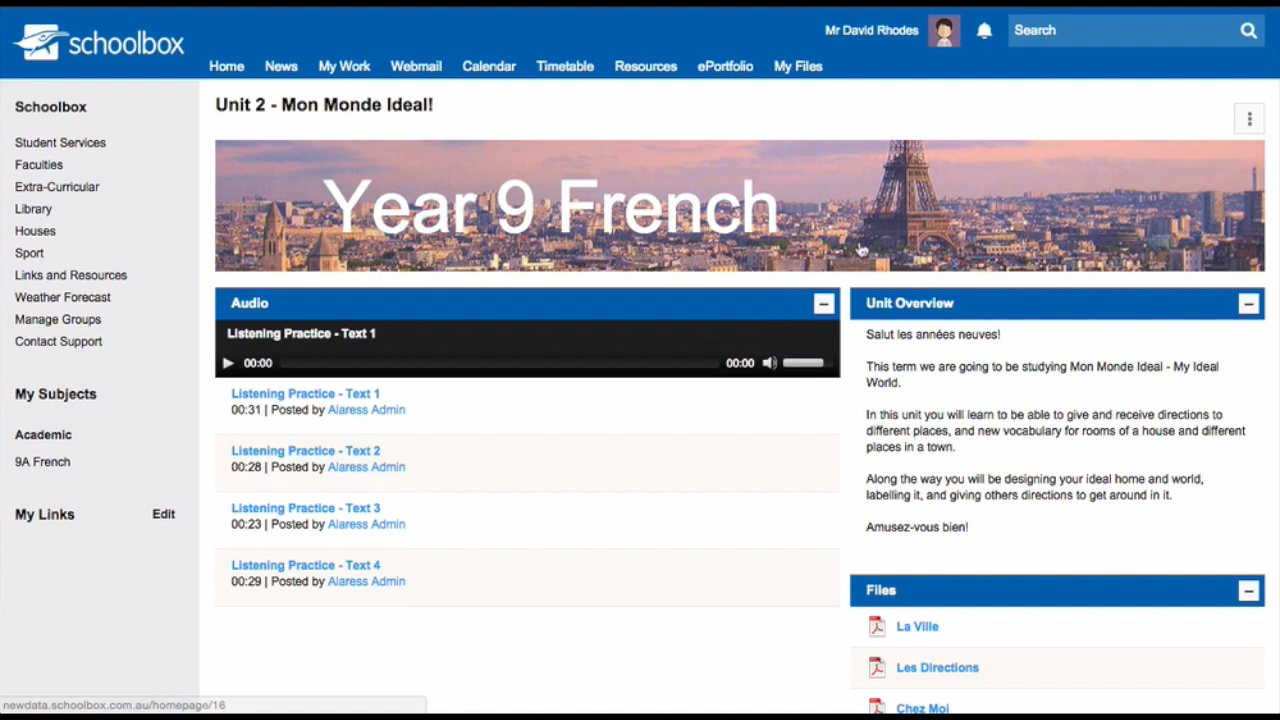 schoolbox
Mr David Rhodes
Search
Home News My Work Webmail Calendar Timetable Resources ePortfolio My Files
Schoolbox
Student Services
Faculties
Extra-Curricular
Library
Houses
Sport
Links and Resources
Weather Forecast
Manage Groups
Contact Support
My Subjects
Academic
9A French
My Links Edit
Unit 2 - Mon Monde Ideal!
Year 9 French
Audio
Listening Practice - Text 1
00:00 00:00
Listening Practice - Text 1
00:31 | Posted by Alaress Admin
Listening Practice - Text 2
00:28 | Posted by Alaress Admin
Listening Practice - Text 3
00:23 | Posted by Alaress Admin
Listening Practice - Text 4
00:29 | Posted by Alaress Admin
Unit Overview
Salut les années neuves!
This term we are going to be studying Mon Monde Ideal - My Ideal
World.
In this unit you will learn to be able to give and receive directions to
different places, and new vocabulary for rooms of a house and different
places in a town.
Along the way you will be designing your ideal home and world,
labelling it, and giving others directions to get around in it.
Amusez-vous bien!
Files
La Ville
Les Directions
Chez Moi
newdata.schoolbox.com.au/homepage/16